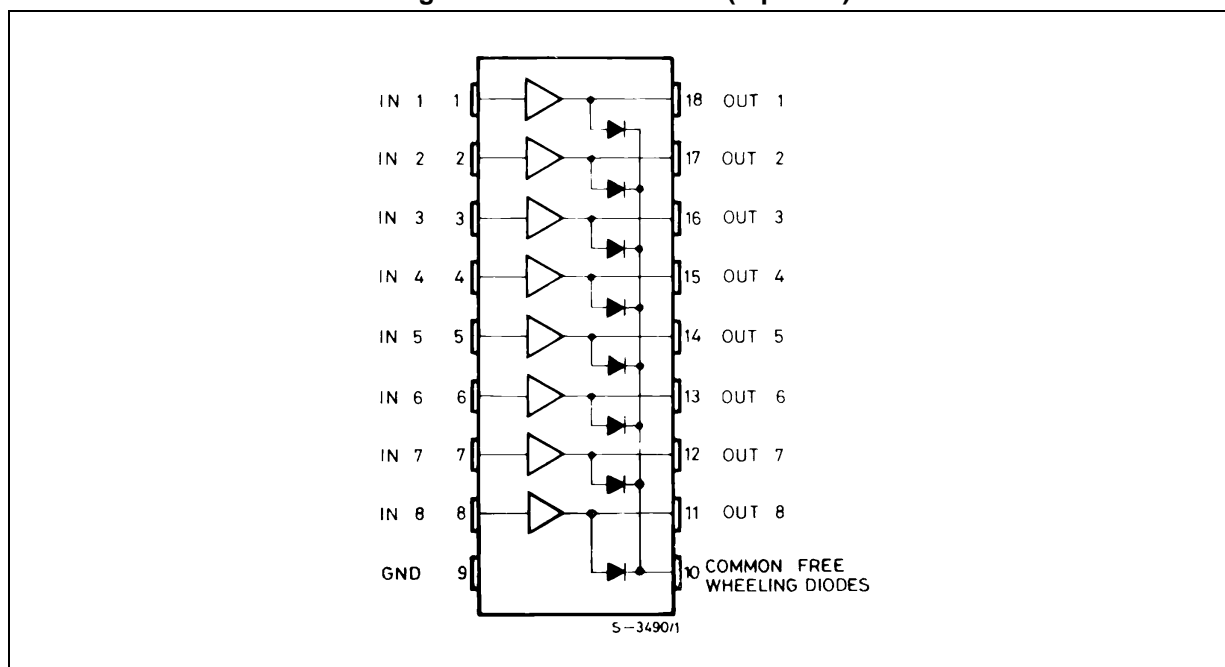 IN 1 1 18 OUT 1
IN 2 2 17 OUT 2
IN 3 3 16 OUT 3
IN 4 4 15 OUT 4
IN 5 5 14 OUT 5
IN 6 6 13 OUT 6
IN 7 7 12 OUT 7
IN 8 8 11 OUT 8
GND 9 10 COMMON FREE
WHEELING DIODES
S-3490/1